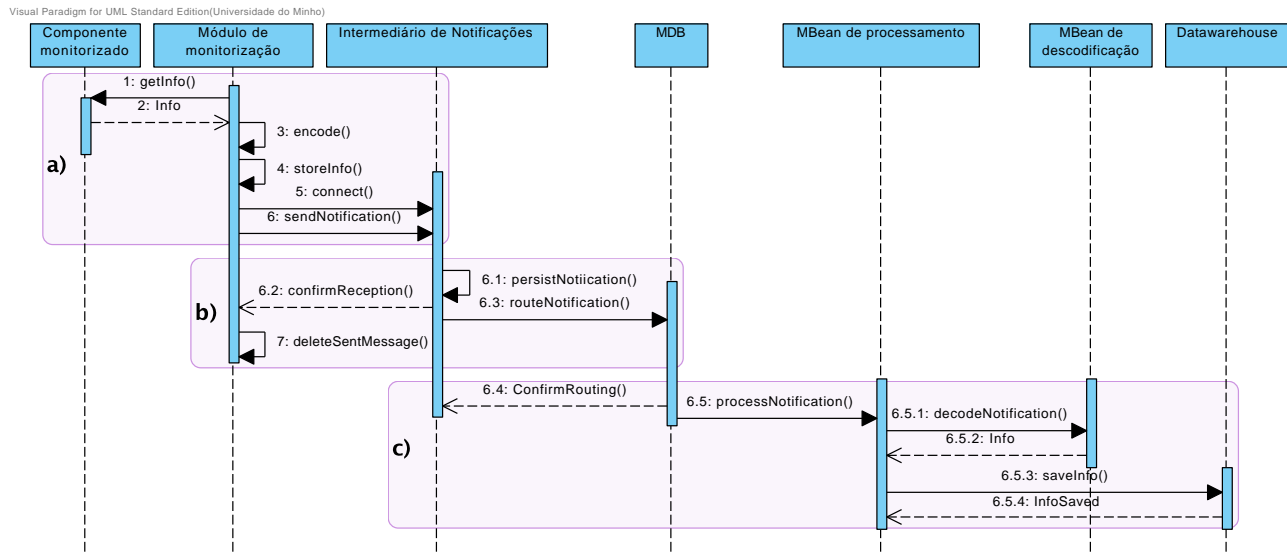 Visual Paradigm for UML Standard Edition(Universidade do Minho)
Componente
monitorizado
Módulo de
monitorização
Intermediário de Notificações
MDB
MBean de processamento
MBean de
descodificação
Datawarehouse
a)
1: getInfo()
2: Info
3: encode()
4: storeInfo()
5: connect()
6: sendNotification()
b)
6.1: persistNotiication()
6.2: confirmReception()
6.3: routeNotification()
7: deleteSentMessage()
c)
6.4: ConfirmRouting()
6.5: processNotification()
6.5.1: decodeNotification()
6.5.2: Info
6.5.3: saveInfo()
6.5.4: InfoSaved